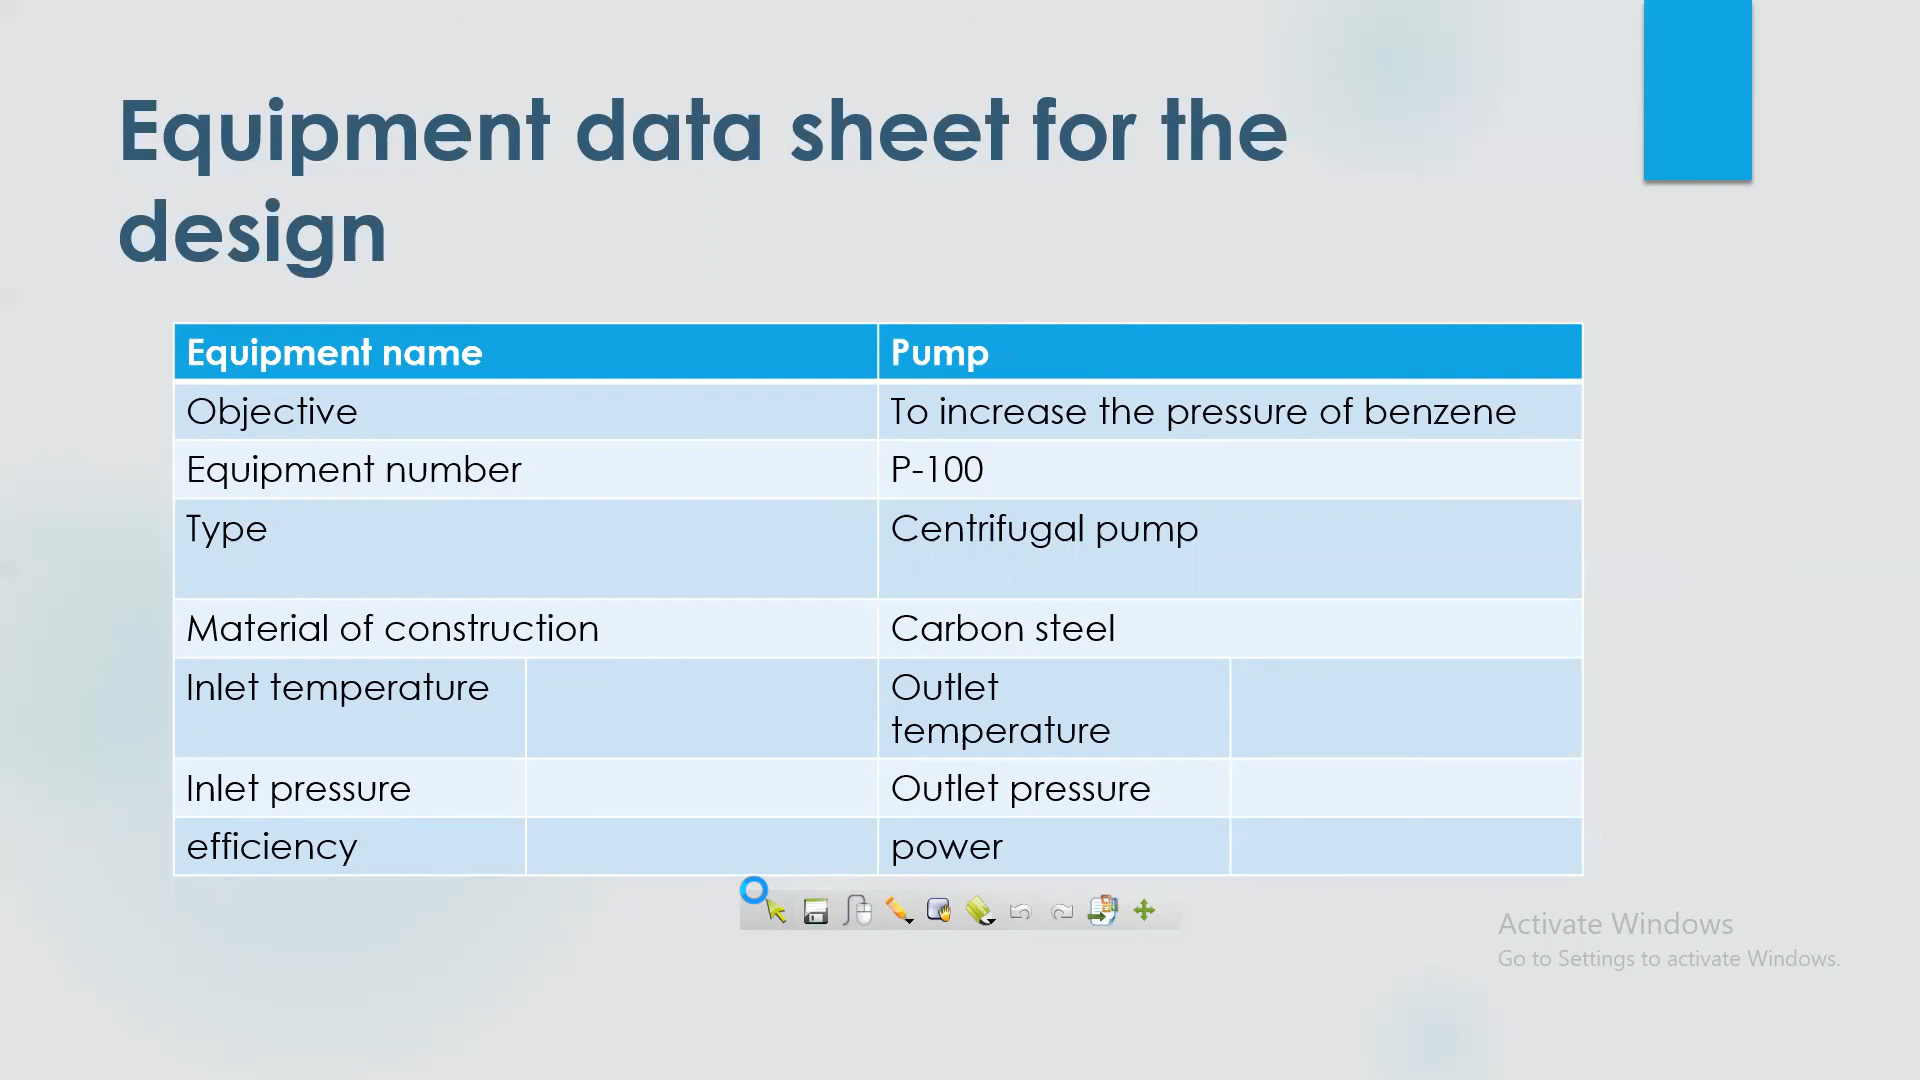 Equipment data sheet for the
design
Equipment name Pump
Objective To increase the pressure of benzene
Equipment number P-100
Type Centrifugal pump
Material of construction Carbon steel
Inlet temperature Outlet
temperature
Inlet pressure Outlet pressure
efficiency power
Activate Windows
Go to Settings to activate Windows.